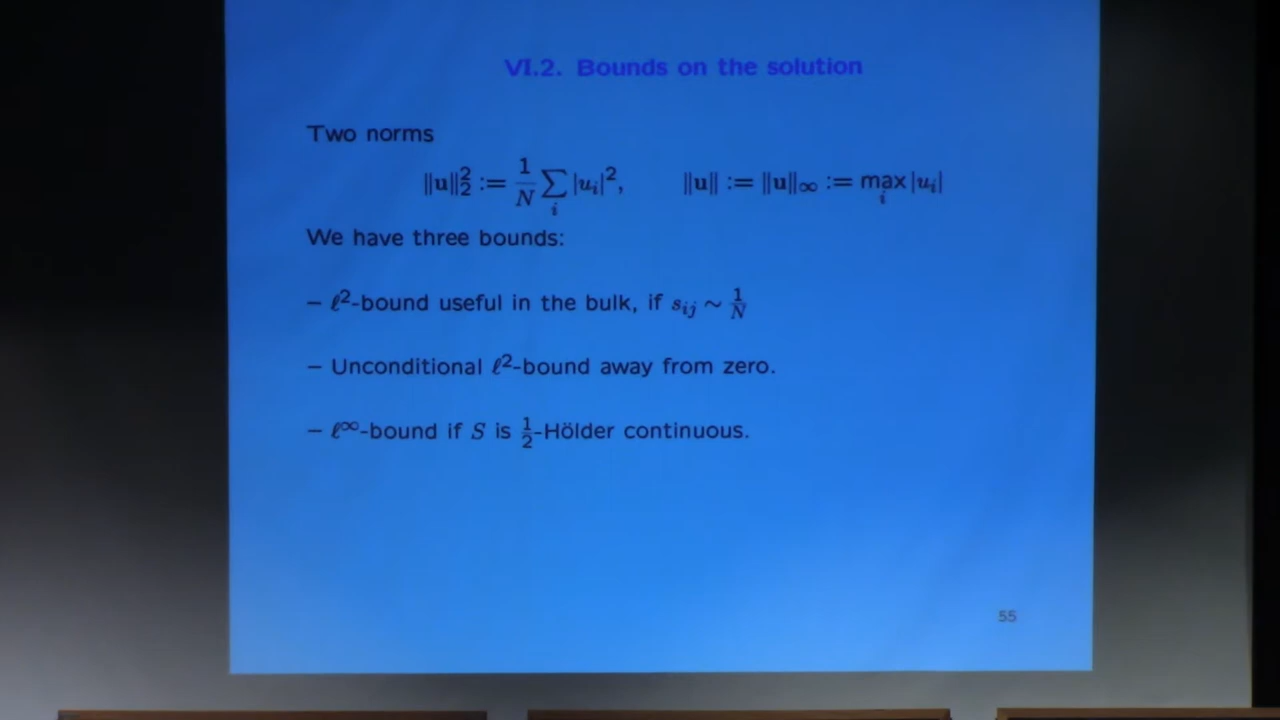 VI.2. Bounds on the solution
Two norms
‖u‖₂² := 1/N ∑ᵢ |uᵢ|², ‖u‖ := ‖u‖∞ := maxᵢ |uᵢ|
We have three bounds:
– ℓ²-bound useful in the bulk, if sᵢⱼ ∼ 1/N
– Unconditional ℓ²-bound away from zero.
– ℓ∞-bound if S is 1/2-Hölder continuous.
55